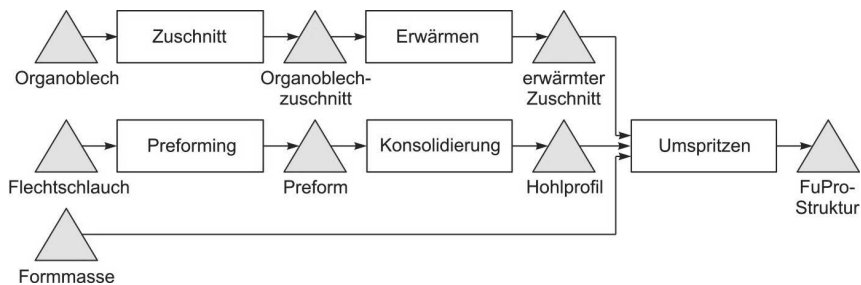 Zuschnitt
Erwärmen
Organoblech
Organoblech-
zuschnitt
erwärmter
Zuschnitt
Preforming
Konsolidierung
Umspritzen
Flechtschlauch
Preform
Hohlprofil
FuPro-
Struktur
Formmasse